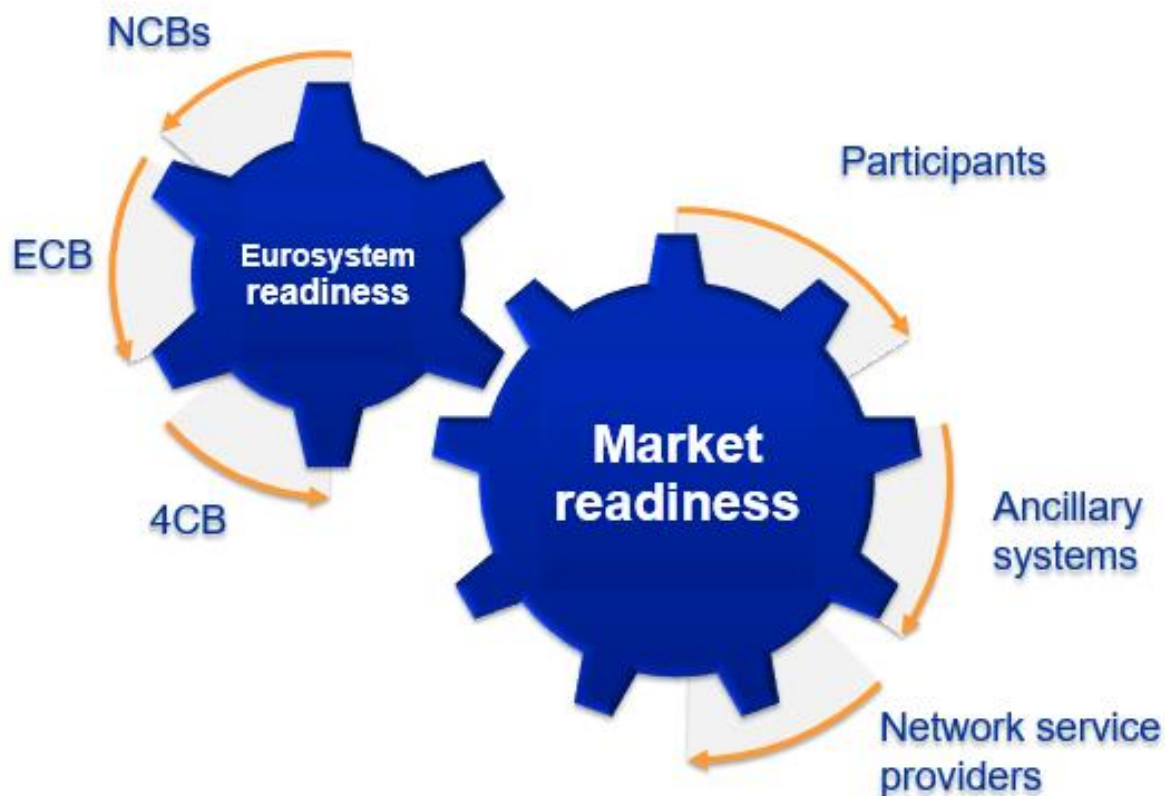 NCBs
ECB
4CB
Eurosystem
readiness
Participants
Market
readiness
Ancillary
systems
Network service
providers